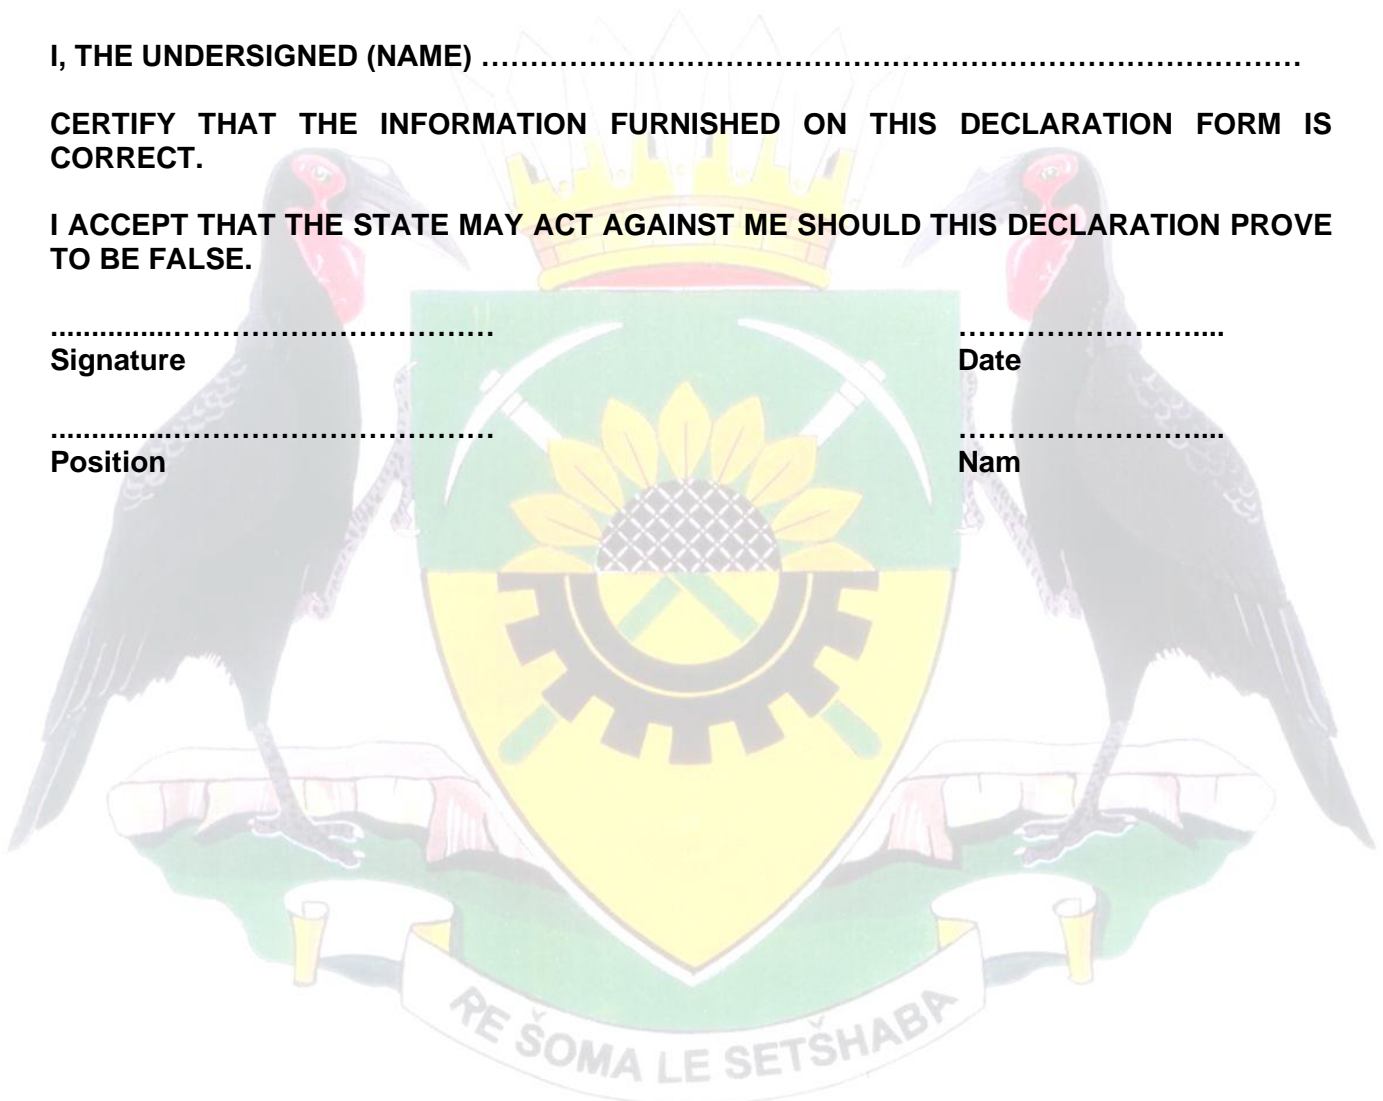 I, THE UNDERSIGNED (NAME) ……………………………………………………………………………
CERTIFY THAT THE INFORMATION FURNISHED ON THIS DECLARATION FORM IS
CORRECT.
I ACCEPT THAT THE STATE MAY ACT AGAINST ME SHOULD THIS DECLARATION PROVE
TO BE FALSE.
...............…………………………………  ……………………....
Signature Date
...............…………………………………  ……………………....
Position Nam
RE ŠOMA LE SETŠHABA